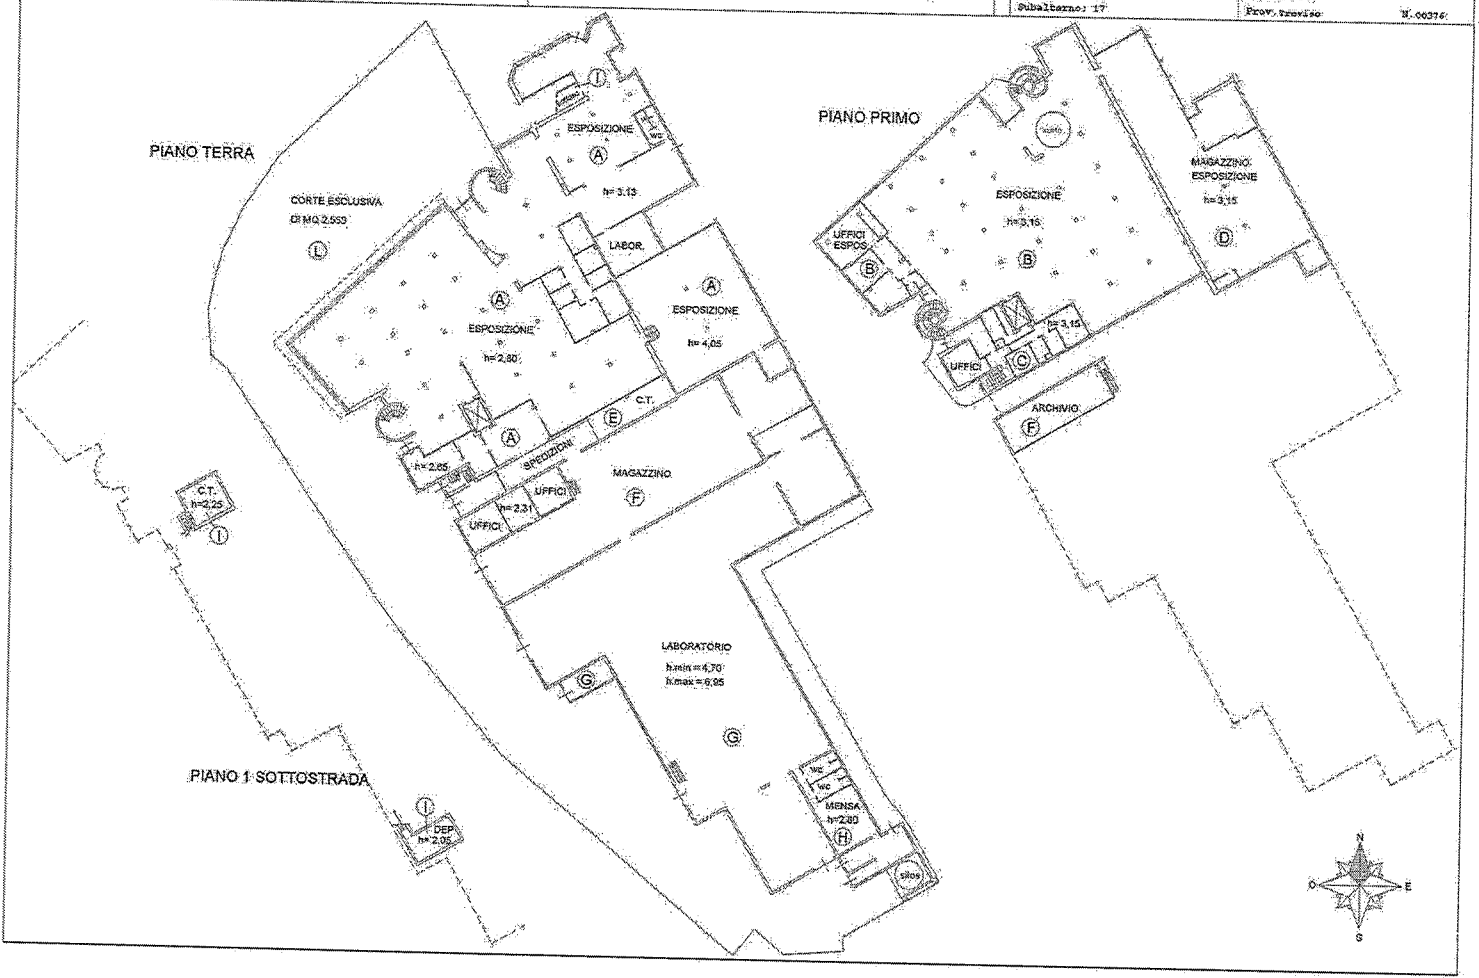 Subalterno: 17
Prov. Treviso N. 00376
PIANO TERRA
CORTE ESCLUSIVA
DI MQ. 2.553
L
I
ESPOSIZIONE
A
WC
h= 3,13
LABOR.
A
ESPOSIZIONE
h= 4,05
A
ESPOSIZIONE
h= 2,80
C.T.
E
A
SPEDIZIONI
h= 2,65
MAGAZZINO
F
UFFICI
h= 2,31
UFFICI
LABORATORIO
h.min = 4,70
h.max = 6,95
G
G
WC
WC
MENSA
h=2,80
H
silos
PIANO PRIMO
vuoto
ESPOSIZIONE
h= 3,15
B
MAGAZZINO
ESPOSIZIONE
h= 3,15
D
UFFICI
ESPOS.
B
h= 3,15
C
UFFICI
ARCHIVIO
F
C.T.
h=2,25
I
PIANO 1 SOTTOSTRADA
I
DEP
h= 2,05
N
O
E
S